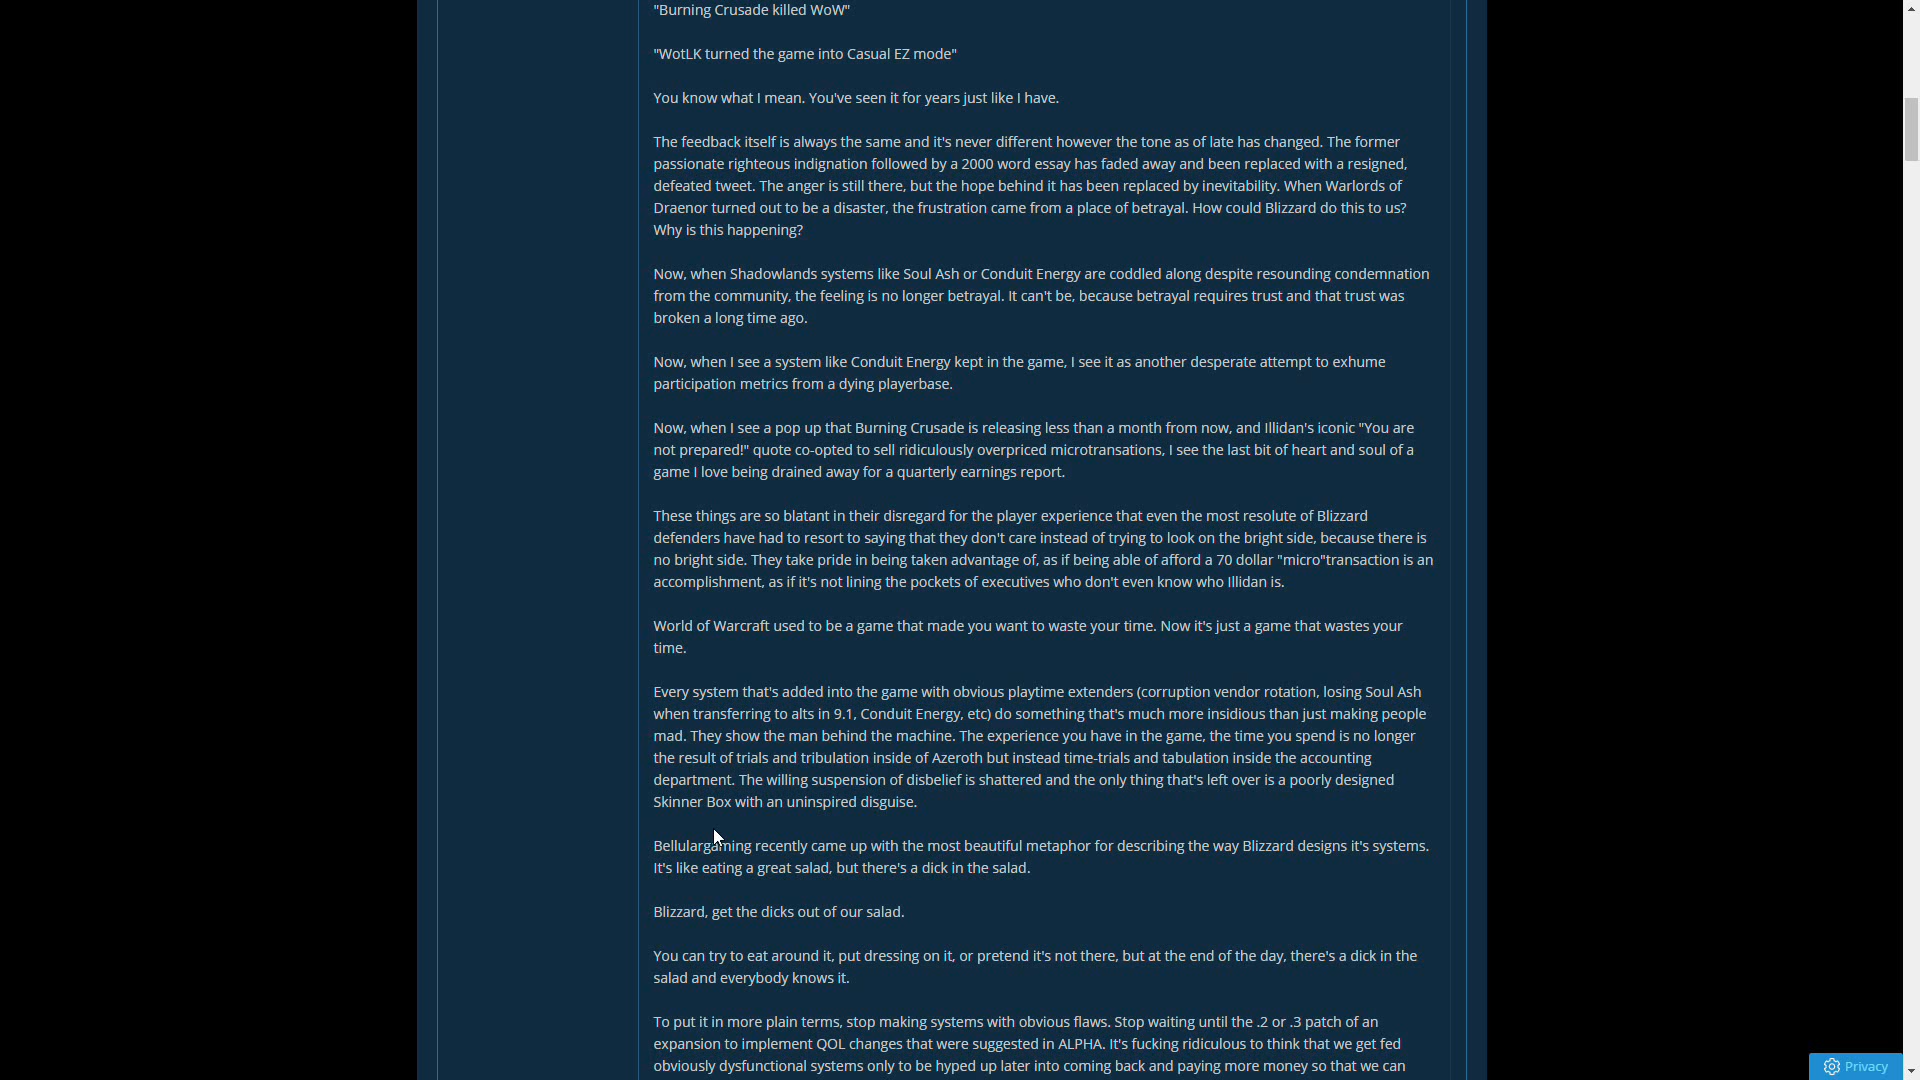 "Burning Crusade killed WoW"
"WotLK turned the game into Casual EZ mode"
You know what I mean. You've seen it for years just like I have.
The feedback itself is always the same and it's never different however the tone as of late has changed. The former
passionate righteous indignation followed by a 2000 word essay has faded away and been replaced with a resigned,
defeated tweet. The anger is still there, but the hope behind it has been replaced by inevitability. When Warlords of
Draenor turned out to be a disaster, the frustration came from a place of betrayal. How could Blizzard do this to us?
Why is this happening?
Now, when Shadowlands systems like Soul Ash or Conduit Energy are coddled along despite resounding condemnation
from the community, the feeling is no longer betrayal. It can't be, because betrayal requires trust and that trust was
broken a long time ago.
Now, when I see a system like Conduit Energy kept in the game, I see it as another desperate attempt to exhume
participation metrics from a dying playerbase.
Now, when I see a pop up that Burning Crusade is releasing less than a month from now, and Illidan's iconic "You are
not prepared!" quote co-opted to sell ridiculously overpriced microtransations, I see the last bit of heart and soul of a
game I love being drained away for a quarterly earnings report.
These things are so blatant in their disregard for the player experience that even the most resolute of Blizzard
defenders have had to resort to saying that they don't care instead of trying to look on the bright side, because there is
no bright side. They take pride in being taken advantage of, as if being able of afford a 70 dollar "micro"transaction is an
accomplishment, as if it's not lining the pockets of executives who don't even know who Illidan is.
World of Warcraft used to be a game that made you want to waste your time. Now it's just a game that wastes your
time.
Every system that's added into the game with obvious playtime extenders (corruption vendor rotation, losing Soul Ash
when transferring to alts in 9.1, Conduit Energy, etc) do something that's much more insidious than just making people
mad. They show the man behind the machine. The experience you have in the game, the time you spend is no longer
the result of trials and tribulation inside of Azeroth but instead time-trials and tabulation inside the accounting
department. The willing suspension of disbelief is shattered and the only thing that's left over is a poorly designed
Skinner Box with an uninspired disguise.
Bellulargaming recently came up with the most beautiful metaphor for describing the way Blizzard designs it's systems.
It's like eating a great salad, but there's a dick in the salad.
Blizzard, get the dicks out of our salad.
You can try to eat around it, put dressing on it, or pretend it's not there, but at the end of the day, there's a dick in the
salad and everybody knows it.
To put it in more plain terms, stop making systems with obvious flaws. Stop waiting until the .2 or .3 patch of an
expansion to implement QOL changes that were suggested in ALPHA. It's fucking ridiculous to think that we get fed
obviously dysfunctional systems only to be hyped up later into coming back and paying more money so that we can
Privacy